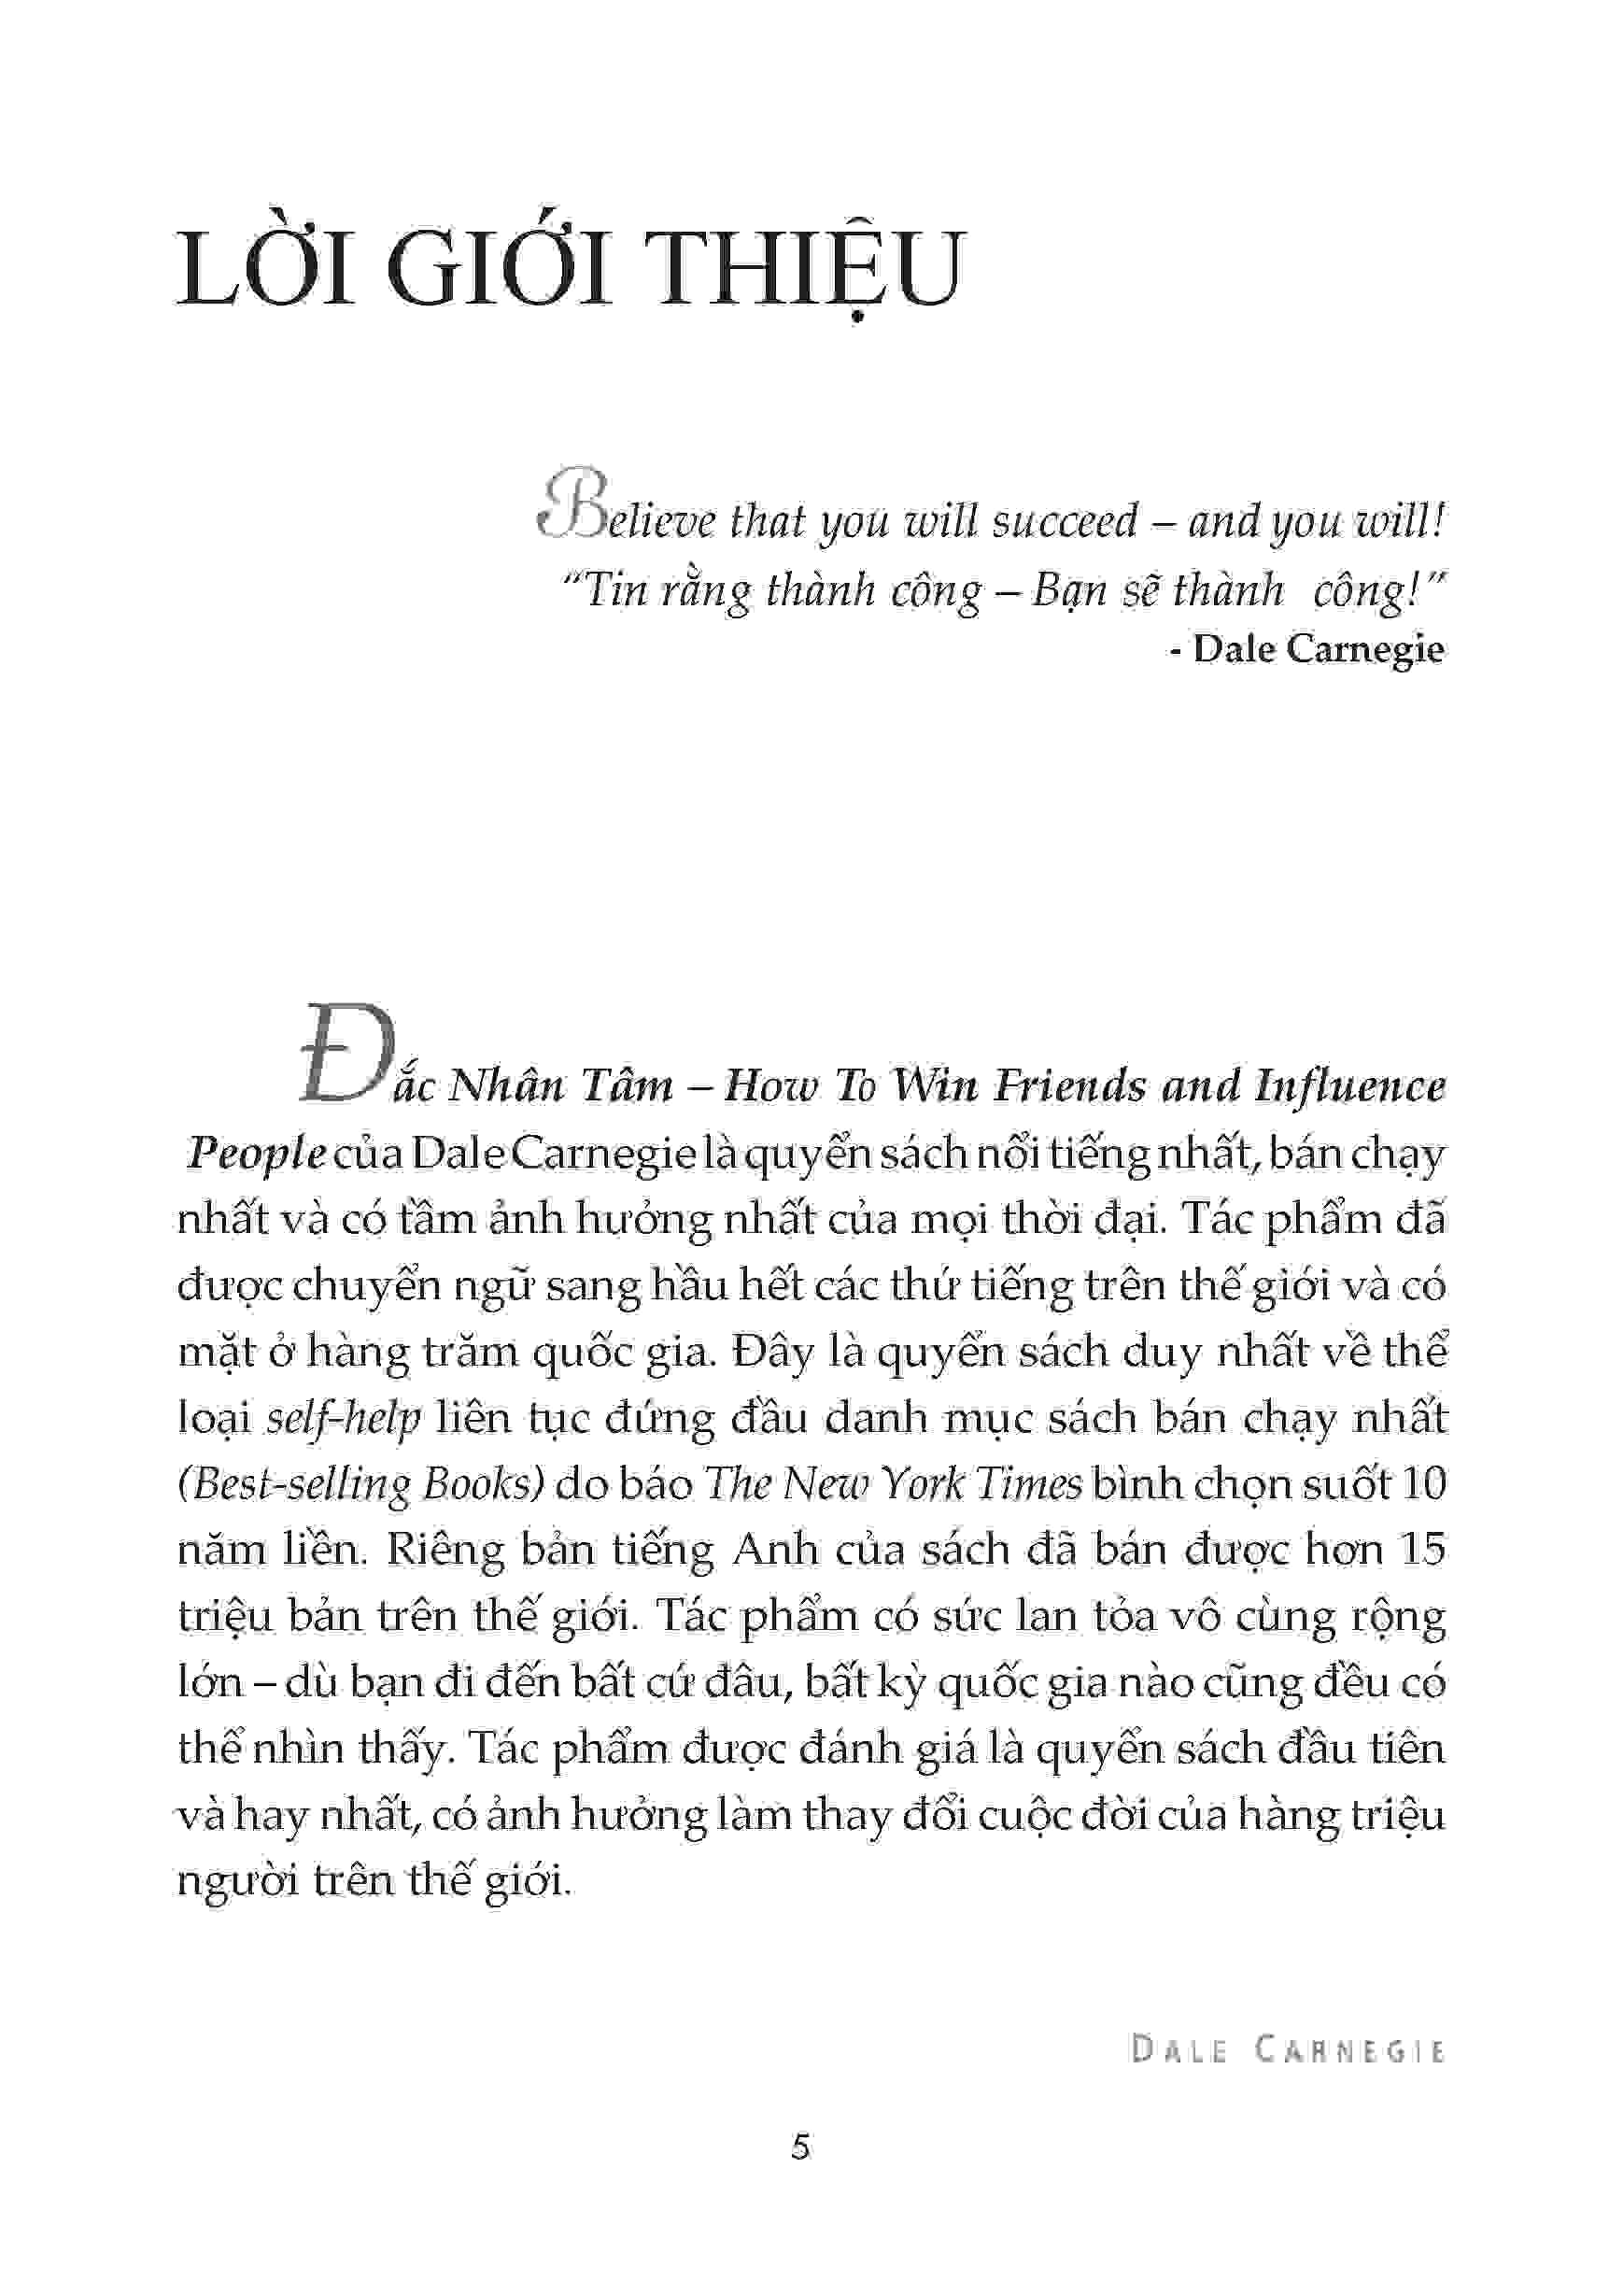 LỜI GIỚI THIỆU
Believe that you will succeed – and you will!
“Tin rằng thành công – Bạn sẽ thành công!”
- Dale Carnegie
Đắc Nhân Tâm – How To Win Friends and Influence
People của Dale Carnegie là quyển sách nổi tiếng nhất, bán chạy
nhất và có tầm ảnh hưởng nhất của mọi thời đại. Tác phẩm đã
được chuyển ngữ sang hầu hết các thứ tiếng trên thế giới và có
mặt ở hàng trăm quốc gia. Đây là quyển sách duy nhất về thể
loại self-help liên tục đứng đầu danh mục sách bán chạy nhất
(Best-selling Books) do báo The New York Times bình chọn suốt 10
năm liền. Riêng bản tiếng Anh của sách đã bán được hơn 15
triệu bản trên thế giới. Tác phẩm có sức lan tỏa vô cùng rộng
lớn – dù bạn đi đến bất cứ đâu, bất kỳ quốc gia nào cũng đều có
thể nhìn thấy. Tác phẩm được đánh giá là quyển sách đầu tiên
và hay nhất, có ảnh hưởng làm thay đổi cuộc đời của hàng triệu
người trên thế giới.
DALE CARNEGIE
5